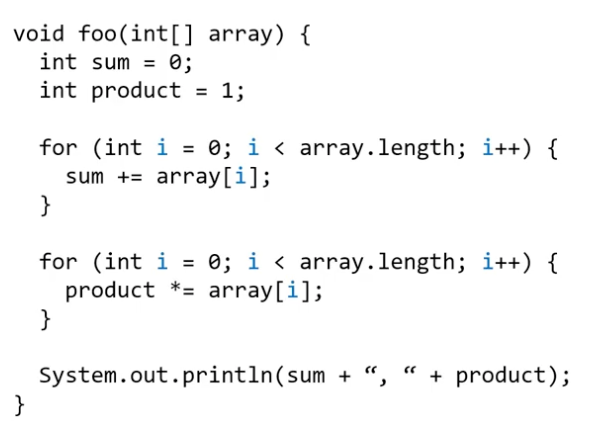 void foo(int[] array) {
int sum = 0;
int product = 1;
for (int i = 0; i < array.length; i++) {
sum += array[i];
}
for (int i = 0; i < array.length; i++) {
product *= array[i];
}
System.out.println(sum + “, “ + product);
}